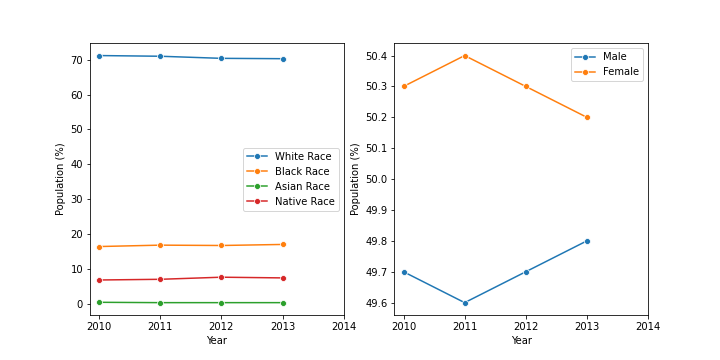 Population (%)
70
60
50
40
30
20
10
0
2010 2011 2012 2013 2014
Year
White Race
Black Race
Asian Race
Native Race
Population (%)
50.4
50.3
50.2
50.1
50.0
49.9
49.8
49.7
49.6
2010 2011 2012 2013 2014
Year
Male
Female